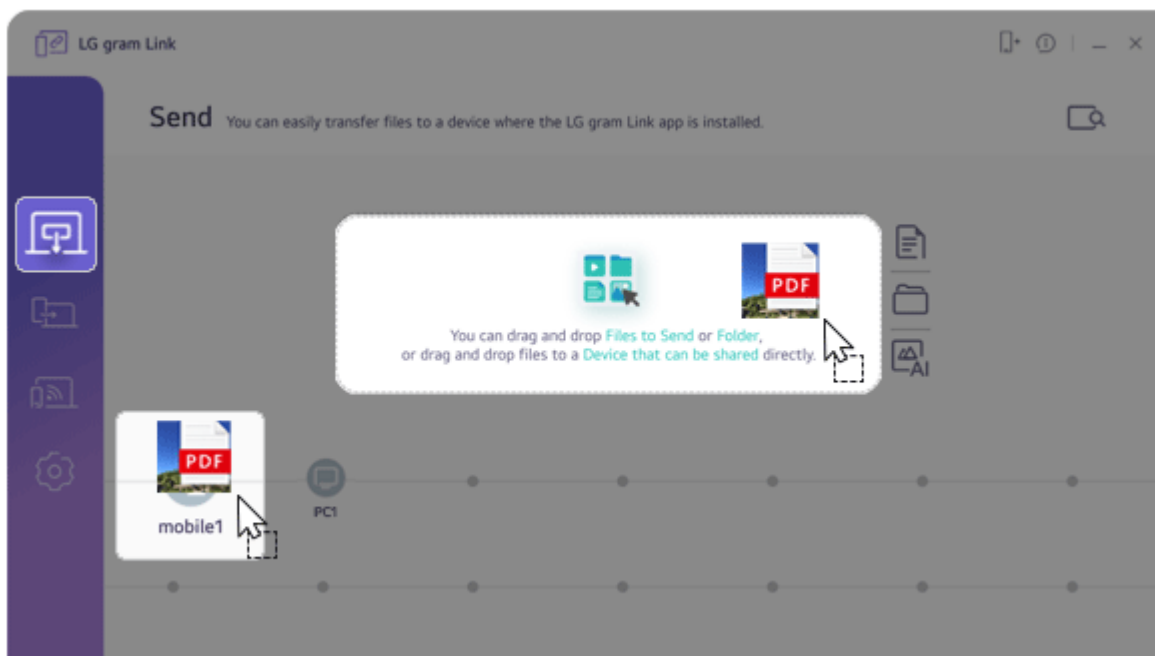 LG gram Link
Send You can easily transfer files to a device where the LG gram Link app is installed.
PDF
You can drag and drop Files to Send or Folder,
or drag and drop files to a Device that can be shared directly.
AI
PDF
mobile1
PC1